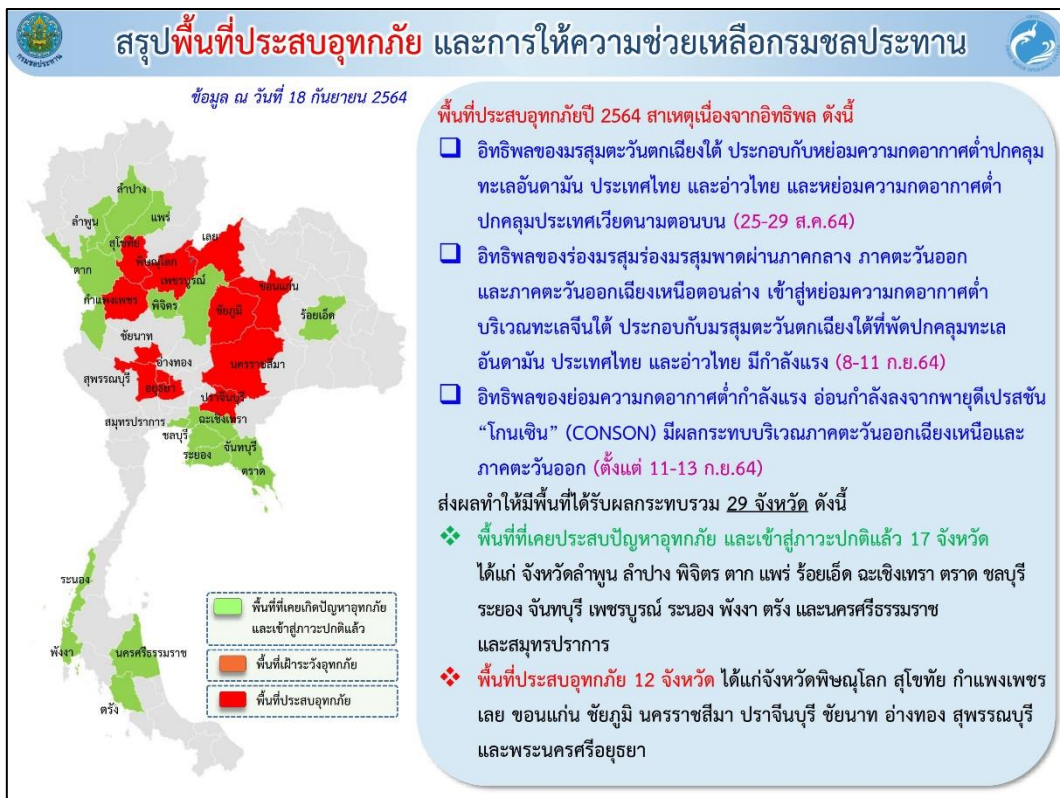 สรุปพื้นที่ประสบอุทกภัย และการให้ความช่วยเหลือกรมชลประทาน
กรมชลประทาน
ข้อมูล ณ วันที่ 18 กันยายน 2564
ลำปาง
ลำพูน
แพร่
สุโขทัย
เลย
ตาก
พิษณุโลก
เพชรบูรณ์
ขอนแก่น
กำแพงเพชร
พิจิตร
ชัยภูมิ
ร้อยเอ็ด
ชัยนาท
อ่างทอง
นครราชสีมา
สุพรรณบุรี
อยุธยา
ปราจีนบุรี
สมุทรปราการ
ฉะเชิงเทรา
ชลบุรี
ระยอง
จันทบุรี
ตราด
ระนอง
พังงา
นครศรีธรรมราช
ตรัง
พื้นที่ที่เคยเกิดปัญหาอุทกภัย
และเข้าสู่ภาวะปกติแล้ว
พื้นที่เฝ้าระวังอุทกภัย
พื้นที่ประสบอุทกภัย
พื้นที่ประสบอุทกภัยปี 2564 สาเหตุเนื่องจากอิทธิพล ดังนี้
อิทธิพลของมรสุมตะวันตกเฉียงใต้ ประกอบกับหย่อมความกดอากาศต่ำปกคลุม
ทะเลอันดามัน ประเทศไทย และอ่าวไทย และหย่อมความกดอากาศต่ำ
ปกคลุมประเทศเวียดนามตอนบน (25-29 ส.ค.64)
อิทธิพลของร่องมรสุมร่องมรสุมพาดผ่านภาคกลาง ภาคตะวันออก
และภาคตะวันออกเฉียงเหนือตอนล่าง เข้าสู่หย่อมความกดอากาศต่ำ
บริเวณทะเลจีนใต้ ประกอบกับมรสุมตะวันตกเฉียงใต้ที่พัดปกคลุมทะเล
อันดามัน ประเทศไทย และอ่าวไทย มีกำลังแรง (8-11 ก.ย.64)
อิทธิพลของย่อมความกดอากาศต่ำกำลังแรง อ่อนกำลังลงจากพายุดีเปรสชัน
“โกนเซิน” (CONSON) มีผลกระทบบริเวณภาคตะวันออกเฉียงเหนือและ
ภาคตะวันออก (ตั้งแต่ 11-13 ก.ย.64)
ส่งผลทำให้มีพื้นที่ได้รับผลกระทบรวม 29 จังหวัด ดังนี้
พื้นที่ที่เคยประสบปัญหาอุทกภัย และเข้าสู่ภาวะปกติแล้ว 17 จังหวัด
ได้แก่ จังหวัดลำพูน ลำปาง พิจิตร ตาก แพร่ ร้อยเอ็ด ฉะเชิงเทรา ตราด ชลบุรี
ระยอง จันทบุรี เพชรบูรณ์ ระนอง พังงา ตรัง และนครศรีธรรมราช
และสมุทรปราการ
พื้นที่ประสบอุทกภัย 12 จังหวัด ได้แก่จังหวัดพิษณุโลก สุโขทัย กำแพงเพชร
เลย ขอนแก่น ชัยภูมิ นครราชสีมา ปราจีนบุรี ชัยนาท อ่างทอง สุพรรณบุรี
และพระนครศรีอยุธยา